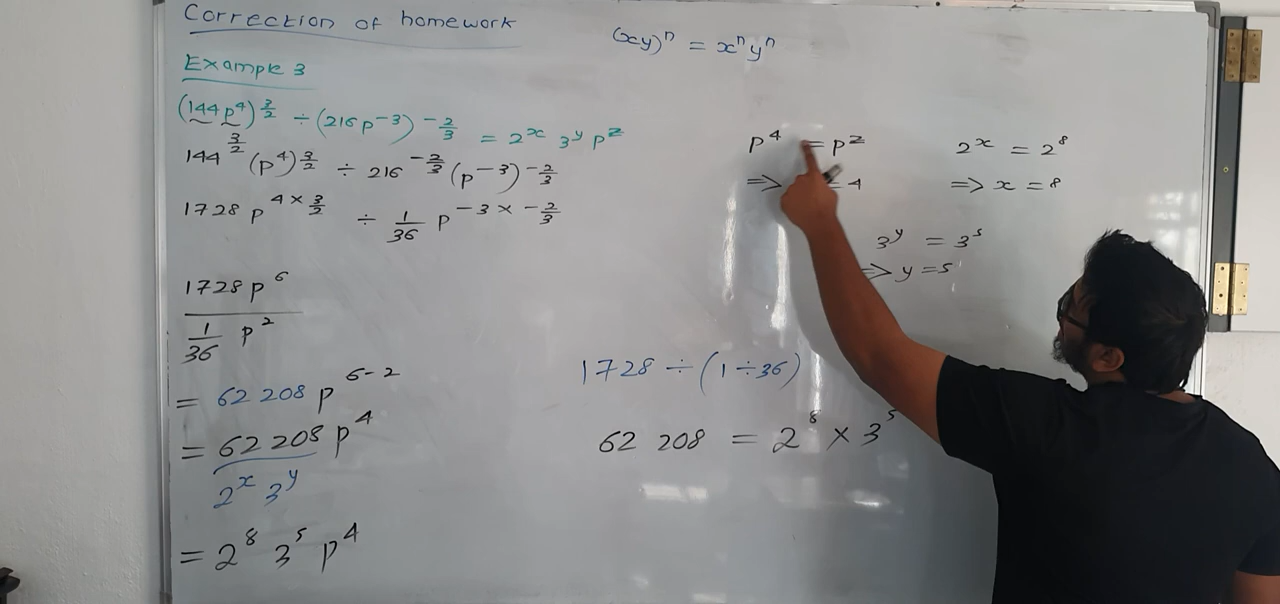 Correction of homework
(xy)ⁿ = xⁿyⁿ
Example 3
(144p⁴)^(3/2) ÷ (216p⁻³)^(-2/3) = 2ˣ 3ʸ pᶻ
144^(3/2) (p⁴)^(3/2) ÷ 216^(-2/3) (p⁻³)^(-2/3)
1728 p^(4 × 3/2) ÷ 1/36 p^(-3 × -2/3)
1728 p⁶
1/36 p²
= 62 208 p⁶⁻²
= 62 208 p⁴
2ˣ 3ʸ
= 2⁸ 3⁵ p⁴
p⁴ = pᶻ
=> = 4
2ˣ = 2⁸
=> x = 8
3ʸ = 3⁵
=> y = 5
1728 ÷ (1 ÷ 36)
62 208 = 2⁸ × 3⁵